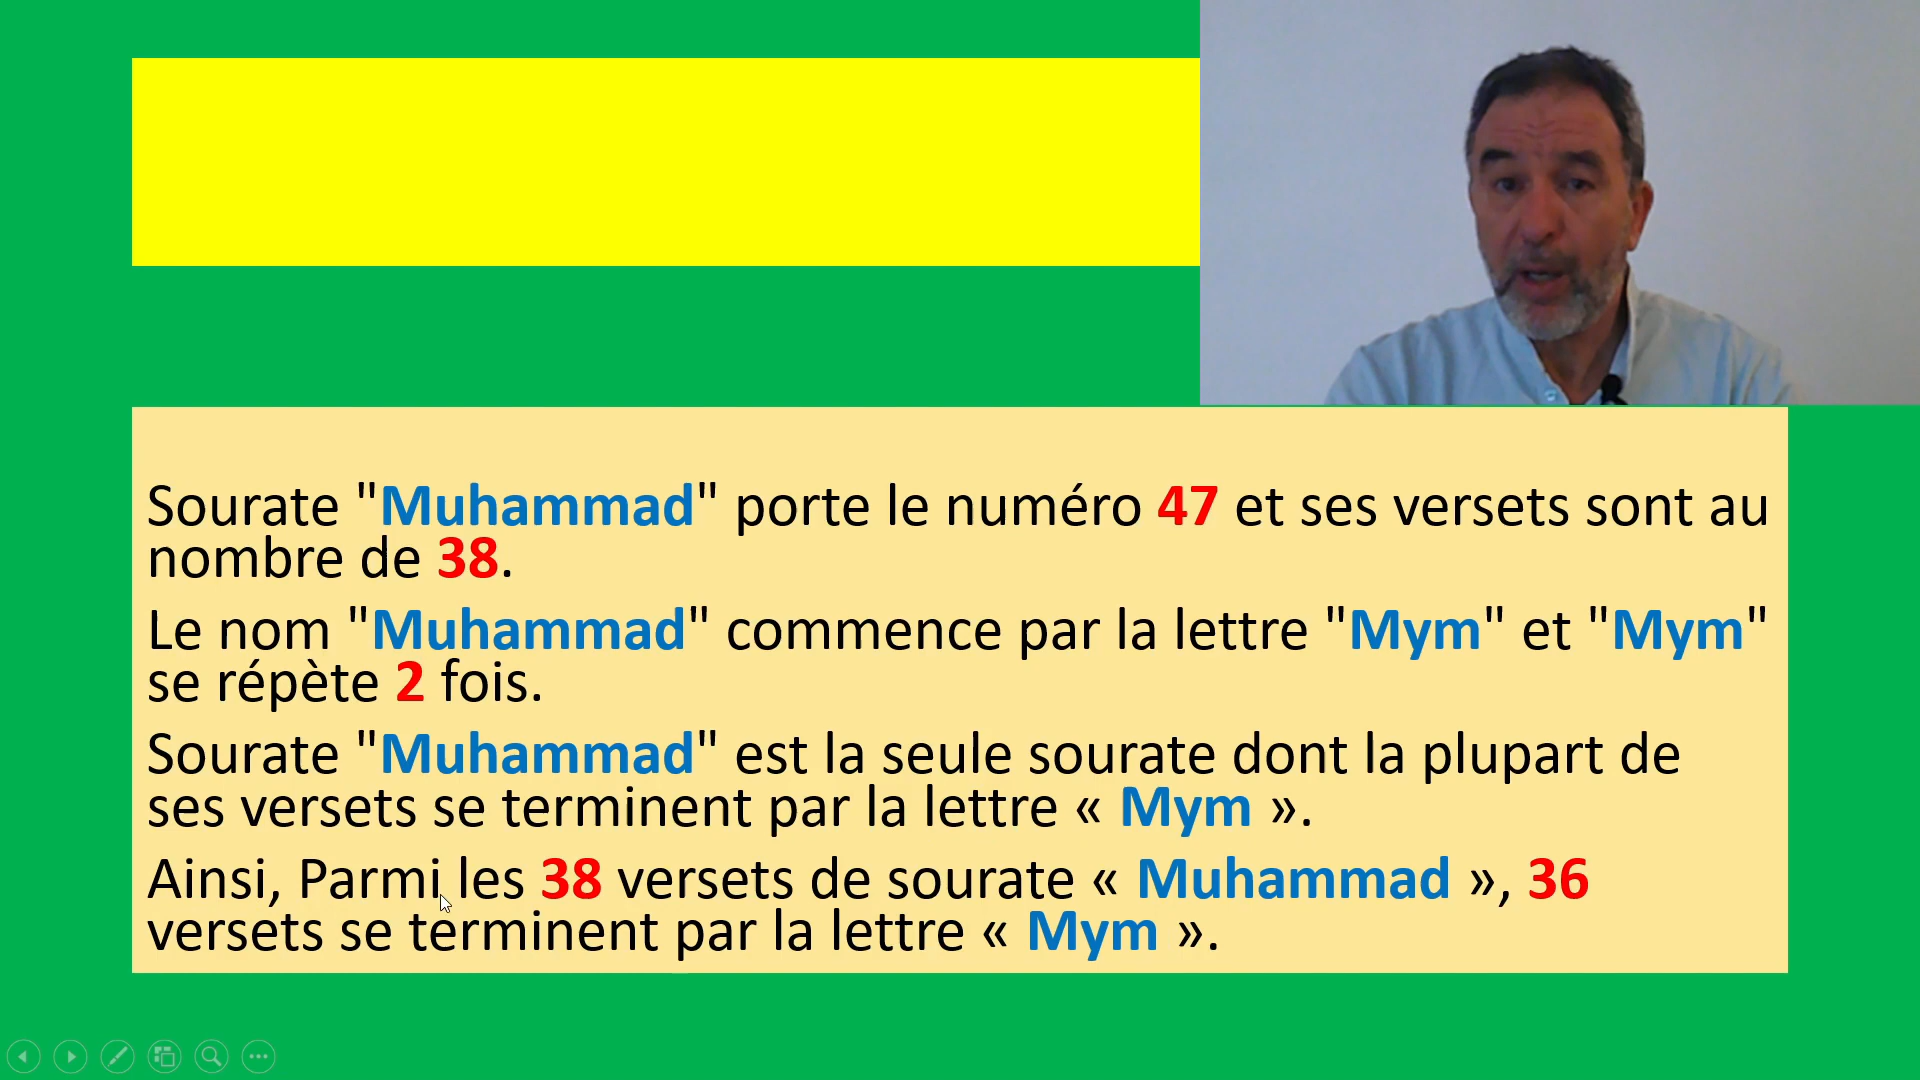 Sourate "Muhammad" porte le numéro 47 et ses versets sont au
nombre de 38.
Le nom "Muhammad" commence par la lettre "Mym" et "Mym"
se répète 2 fois.
Sourate "Muhammad" est la seule sourate dont la plupart de
ses versets se terminent par la lettre « Mym ».
Ainsi, Parmi les 38 versets de sourate « Muhammad », 36
versets se terminent par la lettre « Mym ».